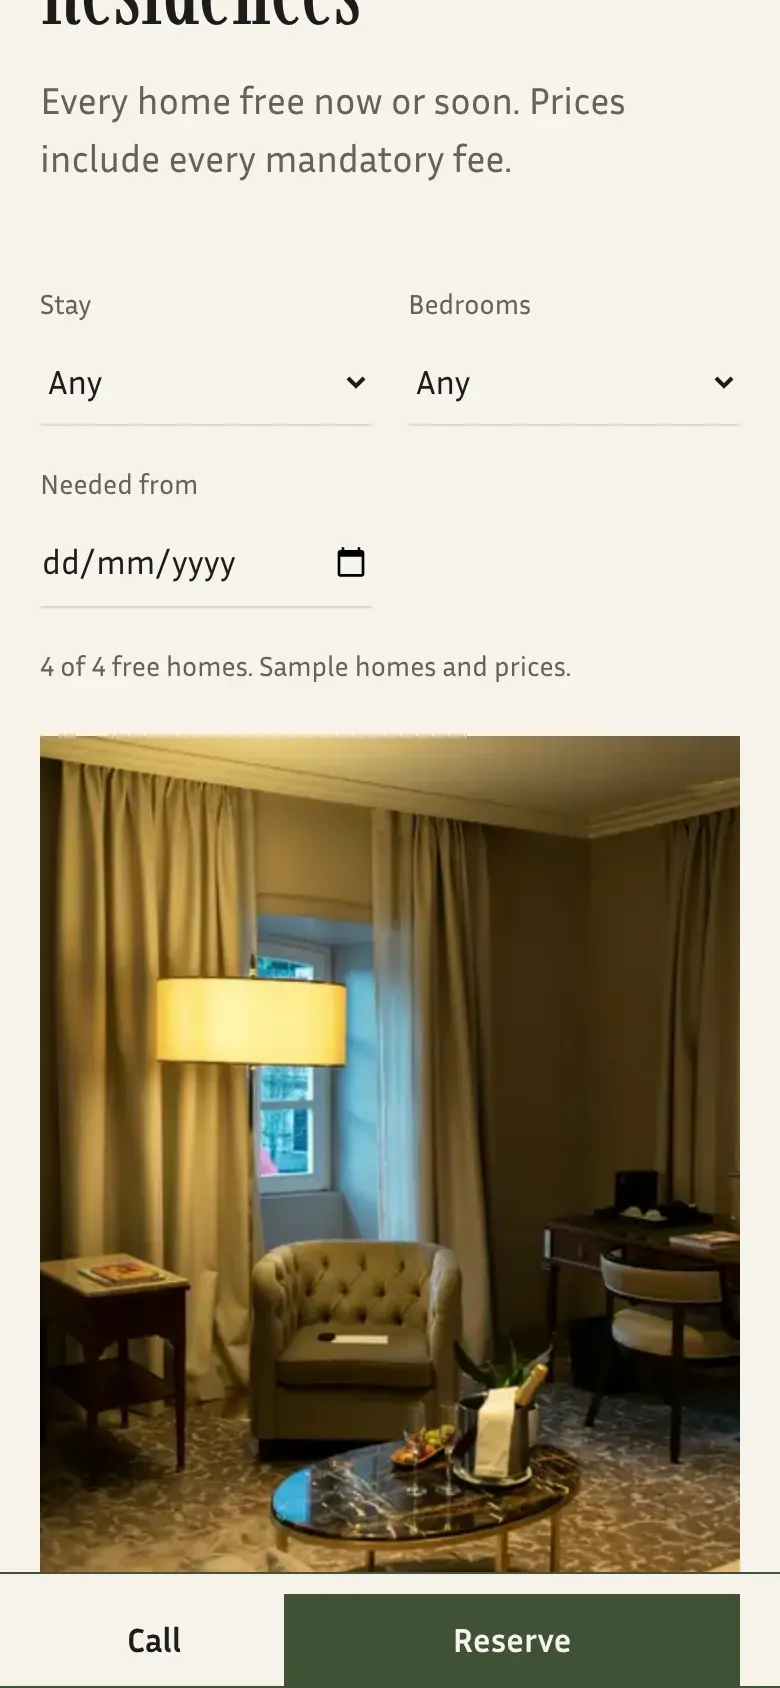 Residences
Every home free now or soon. Prices
include every mandatory fee.
Stay
Bedrooms
Any
Any
Needed from
dd/mm/yyyy
4 of 4 free homes. Sample homes and prices.
Call
Reserve